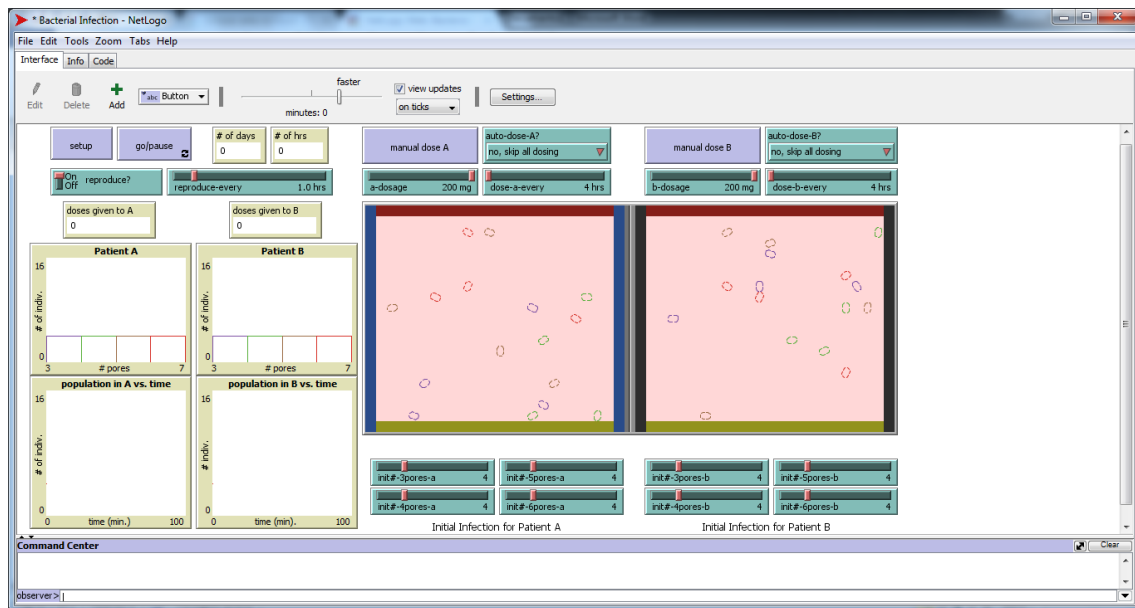 * Bacterial Infection - NetLogo
File Edit Tools Zoom Tabs Help
Interface Info Code
Edit Delete Add abc Button faster view updates Settings...
minutes: 0 on ticks
setup go/pause # of days # of hrs manual dose A auto-dose-A? manual dose B auto-dose-B?
0 0 no, skip all dosing no, skip all dosing
On Off reproduce? reproduce-every 1.0 hrs a-dosage 200 mg dose-a-every 4 hrs b-dosage 200 mg dose-b-every 4 hrs
doses given to A doses given to B
0 0
Patient A Patient B
16 16
# of indiv. # of indiv.
0 0
3 # pores 7 3 # pores 7
population in A vs. time population in B vs. time
16 16
# of indiv. # of indiv.
0 0
0 time (min.) 100 0 time (min). 100
init#-3pores-a 4 init#-5pores-a 4 init#-3pores-b 4 init#-5pores-b 4
init#-4pores-a 4 init#-6pores-a 4 init#-4pores-b 4 init#-6pores-b 4
Initial Infection for Patient A Initial Infection for Patient B
Command Center Clear
observer>